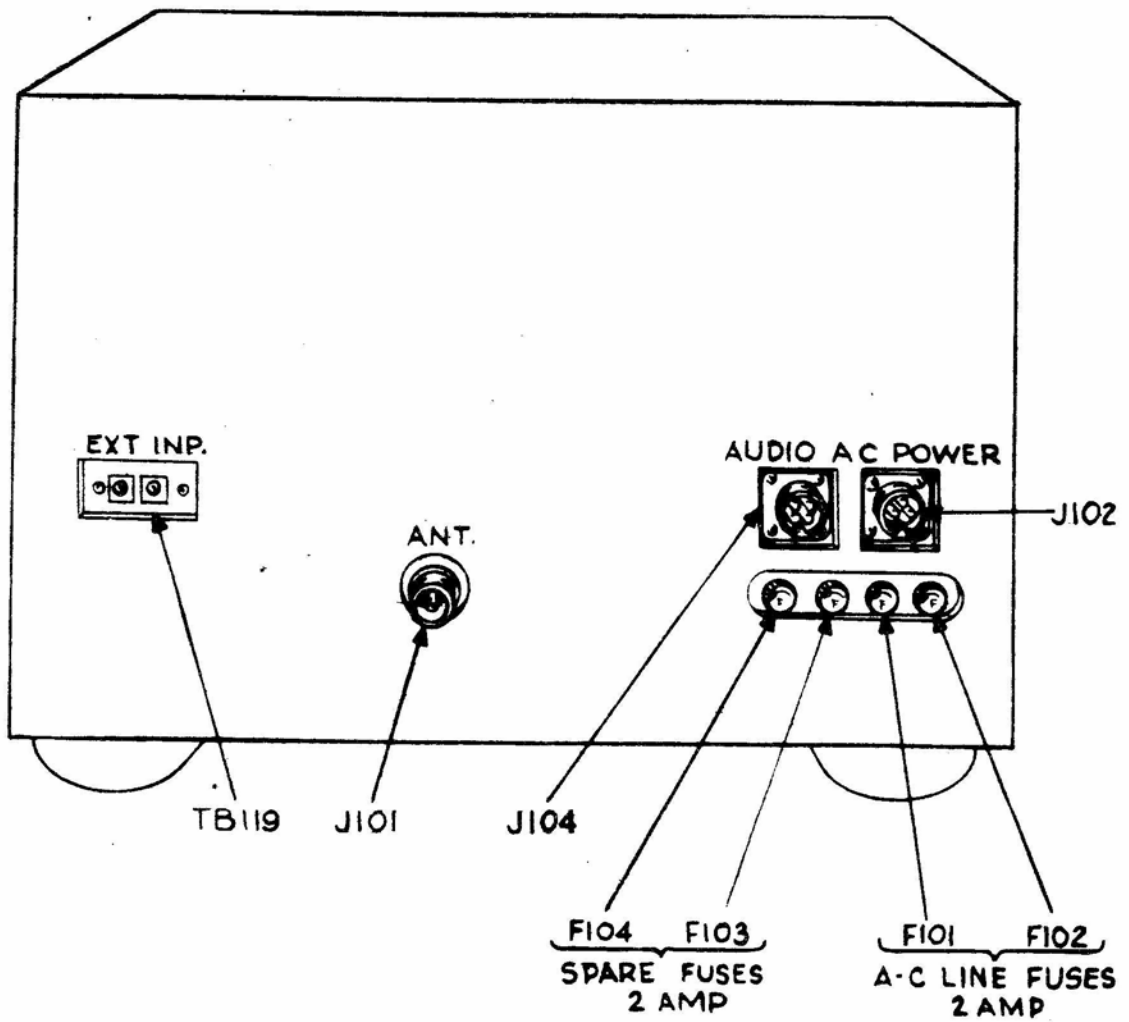 EXT INP.
AUDIO
A C POWER
J102
ANT.
F F F F
TB119
J101
J104
F104 F103
SPARE FUSES
2 AMP
F101 F102
A-C LINE FUSES
2 AMP